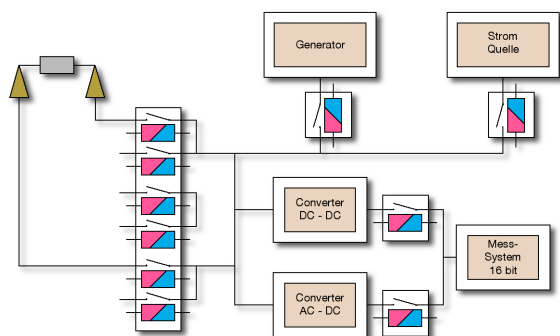 Generator
Strom
Quelle
Converter
DC - DC
Mess-
System
16 bit
Converter
AC - DC